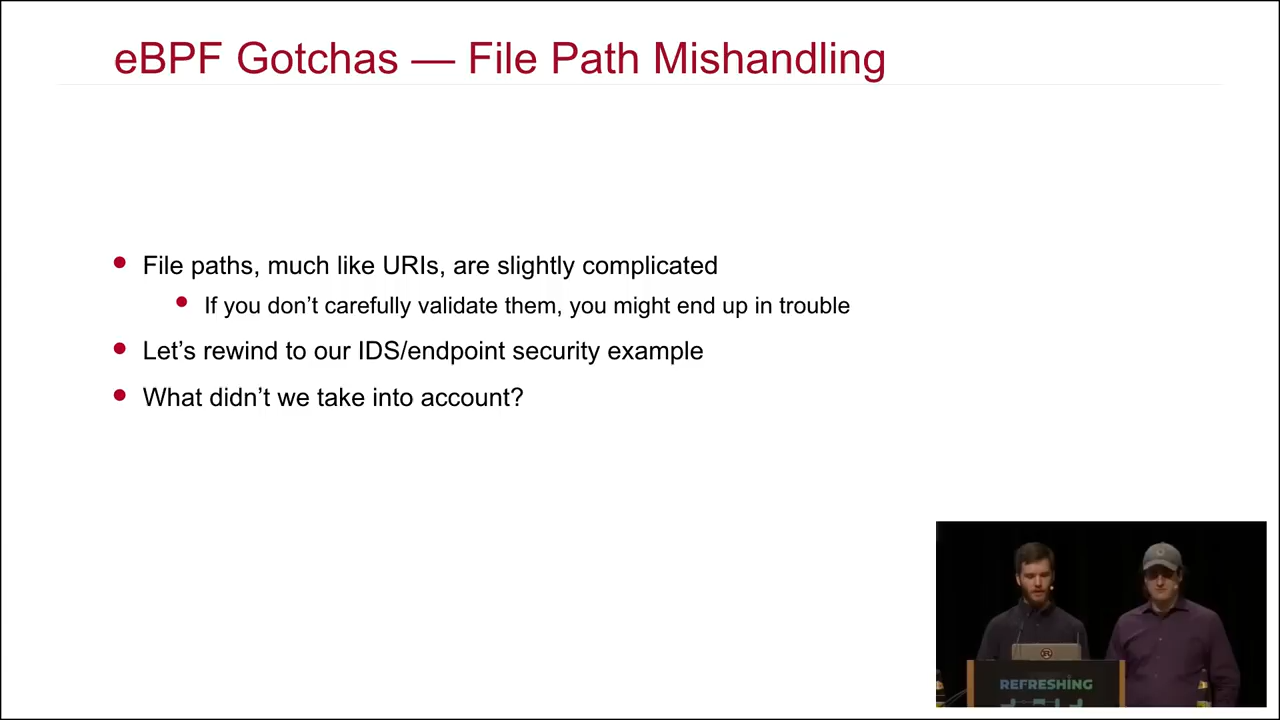 eBPF Gotchas — File Path Mishandling
File paths, much like URIs, are slightly complicated
If you don’t carefully validate them, you might end up in trouble
Let’s rewind to our IDS/endpoint security example
What didn’t we take into account?
REFRESHING